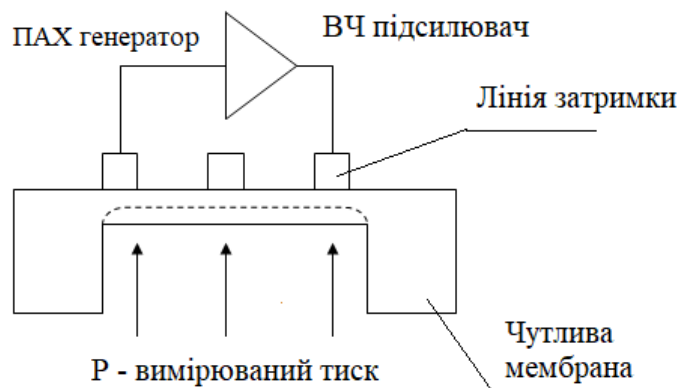 ПАХ генератор
ВЧ підсилювач
Лінія затримки
Чутлива
мембрана
Р - вимірюваний тиск